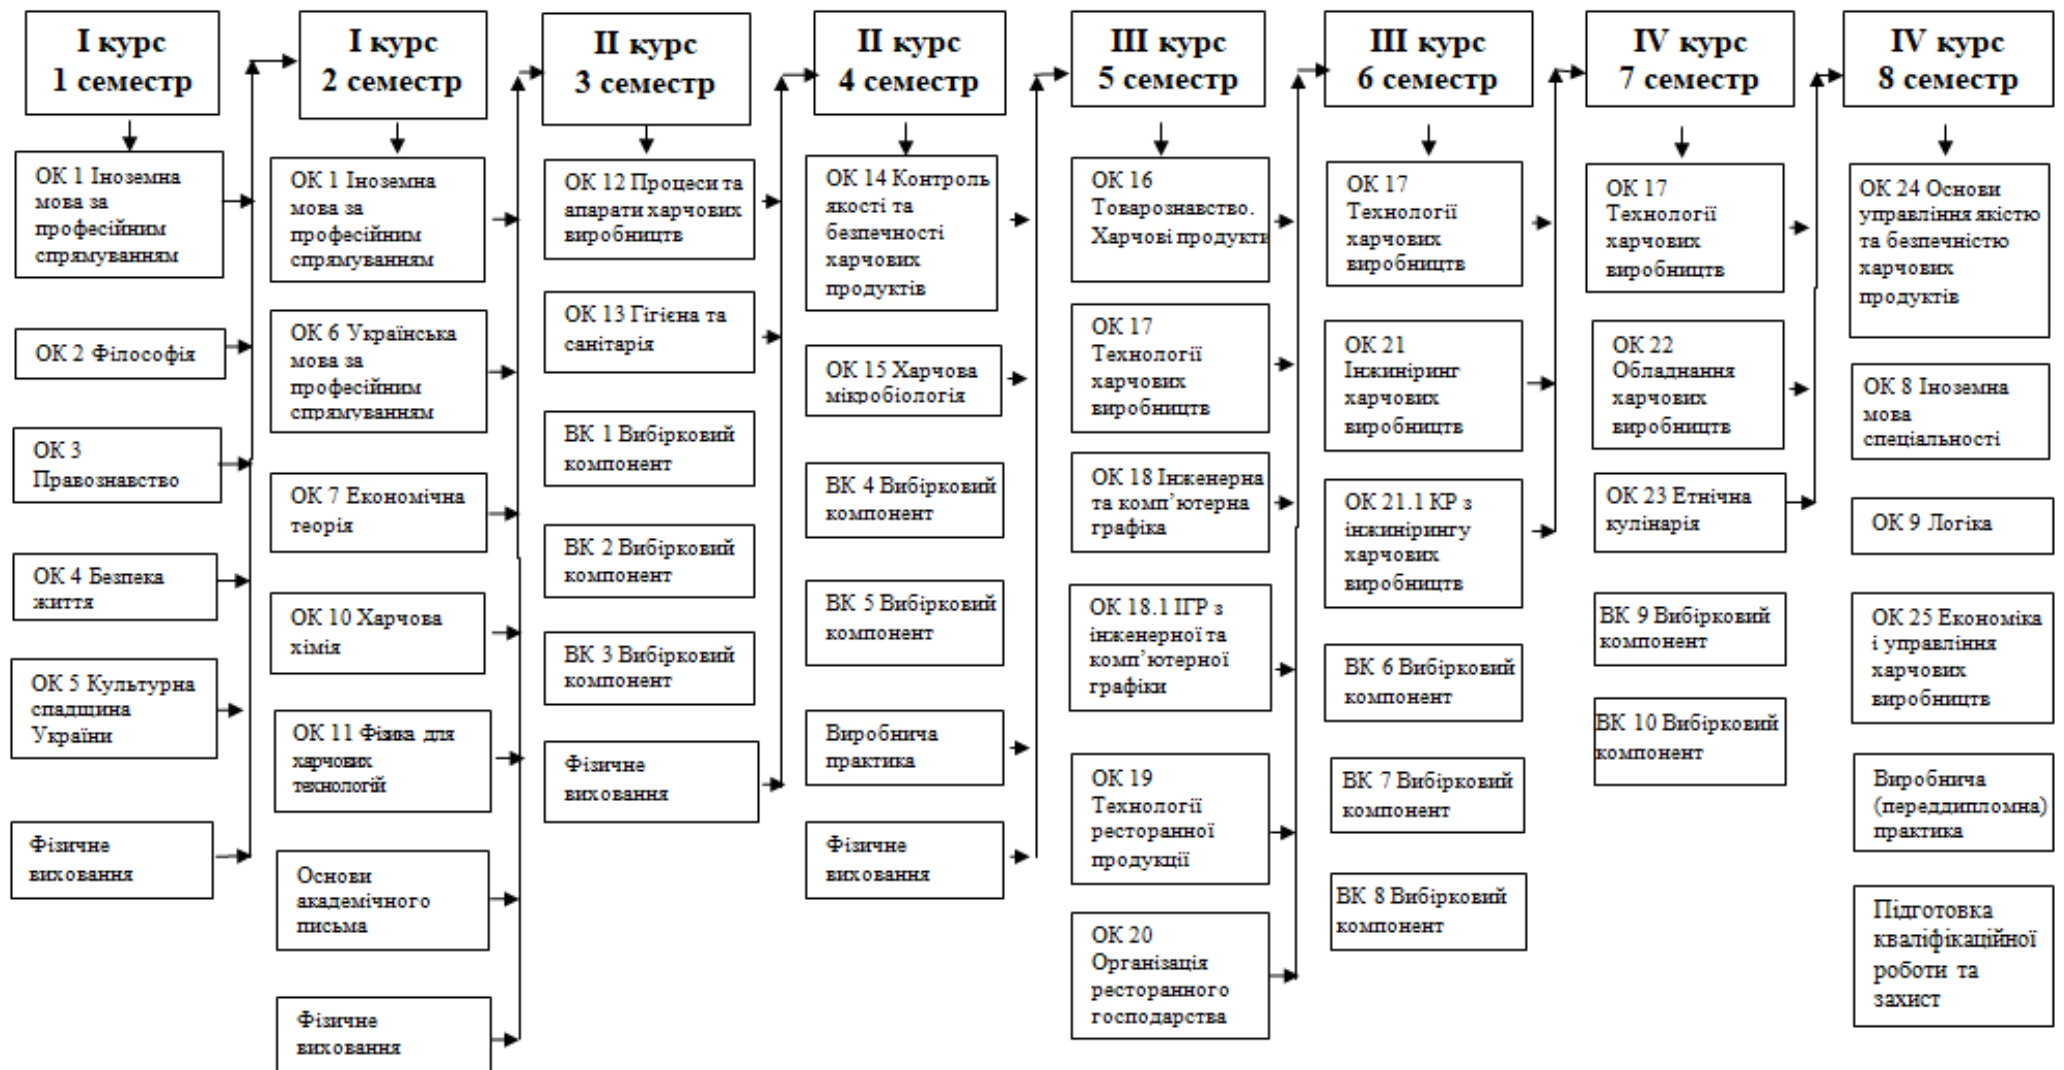 І курс
1 семестр
ОК 1 Іноземна
мова за
професійним
спрямуванням
ОК 2 Філософія
ОК 3
Правознавство
ОК 4 Безпека
життя
ОК 5 Культурна
спадщина
України
Фізичне
виховання
І курс
2 семестр
ОК 1 Іноземна
мова за
професійним
спрямуванням
ОК 6 Українська
мова за
професійним
спрямуванням
ОК 7 Економічна
теорія
ОК 10 Харчова
хімія
ОК 11 Фізика для
харчових
технологій
Основи
академічного
письма
Фізичне
виховання
ІІ курс
3 семестр
ОК 12 Процеси та
апарати харчових
виробництв
ОК 13 Гігієна та
санітарія
ВК 1 Вибірковий
компонент
ВК 2 Вибірковий
компонент
ВК 3 Вибірковий
компонент
Фізичне
виховання
ІІ курс
4 семестр
ОК 14 Контроль
якості та
безпечності
харчових
продуктів
ОК 15 Харчова
мікробіологія
ВК 4 Вибірковий
компонент
ВК 5 Вибірковий
компонент
Виробнича
практика
Фізичне
виховання
ІІІ курс
5 семестр
ОК 16
Товарознавство.
Харчові продукти
ОК 17
Технології
харчових
виробництв
ОК 18 Інженерна
та комп’ютерна
графіка
ОК 18.1 ІГР з
інженерної та
комп’ютерної
графіки
ОК 19
Технології
ресторанної
продукції
ОК 20
Організація
ресторанного
господарства
ІІІ курс
6 семестр
ОК 17
Технології
харчових
виробництв
ОК 21
Інжиніринг
харчових
виробництв
ОК 21.1 КР з
інжинірингу
харчових
виробництв
ВК 6 Вибірковий
компонент
ВК 7 Вибірковий
компонент
ВК 8 Вибірковий
компонент
ІV курс
7 семестр
ОК 17
Технології
харчових
виробництв
ОК 22
Обладнання
харчових
виробництв
ОК 23 Етнічна
кулінарія
ВК 9 Вибірковий
компонент
ВК 10 Вибірковий
компонент
ІV курс
8 семестр
ОК 24 Основи
управління якістю
та безпечністю
харчових
продуктів
ОК 8 Іноземна
мова
спеціальності
ОК 9 Логіка
ОК 25 Економіка
і управління
харчових
виробництв
Виробнича
(переддипломна)
практика
Підготовка
кваліфікаційної
роботи та
захист